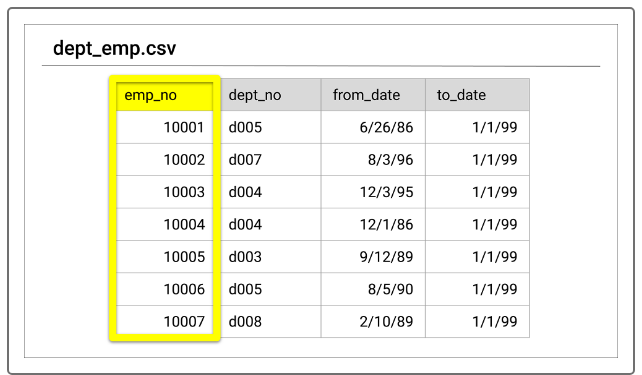 dept_emp.csv
emp_no dept_no from_date to_date
10001 d005 6/26/86 1/1/99
10002 d007 8/3/96 1/1/99
10003 d004 12/3/95 1/1/99
10004 d004 12/1/86 1/1/99
10005 d003 9/12/89 1/1/99
10006 d005 8/5/90 1/1/99
10007 d008 2/10/89 1/1/99